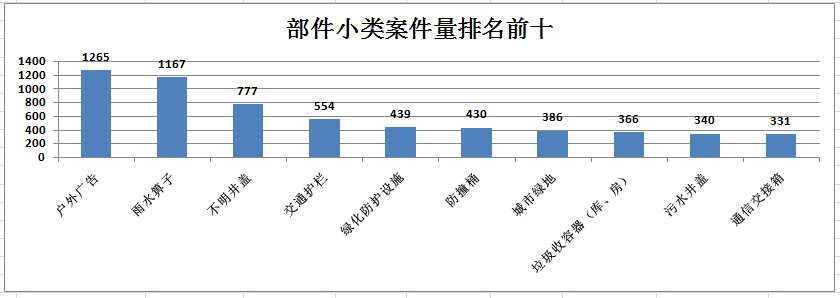 部件小类案件量排名前十
1400
1200
1000
800
600
400
200
0
1265
1167
777
554
439
430
386
366
340
331
户外广告
雨水箅子
不明井盖
交通护栏
绿化防护设施
防撞桶
城市绿地
垃圾收容器（库、房）
污水井盖
通信交接箱